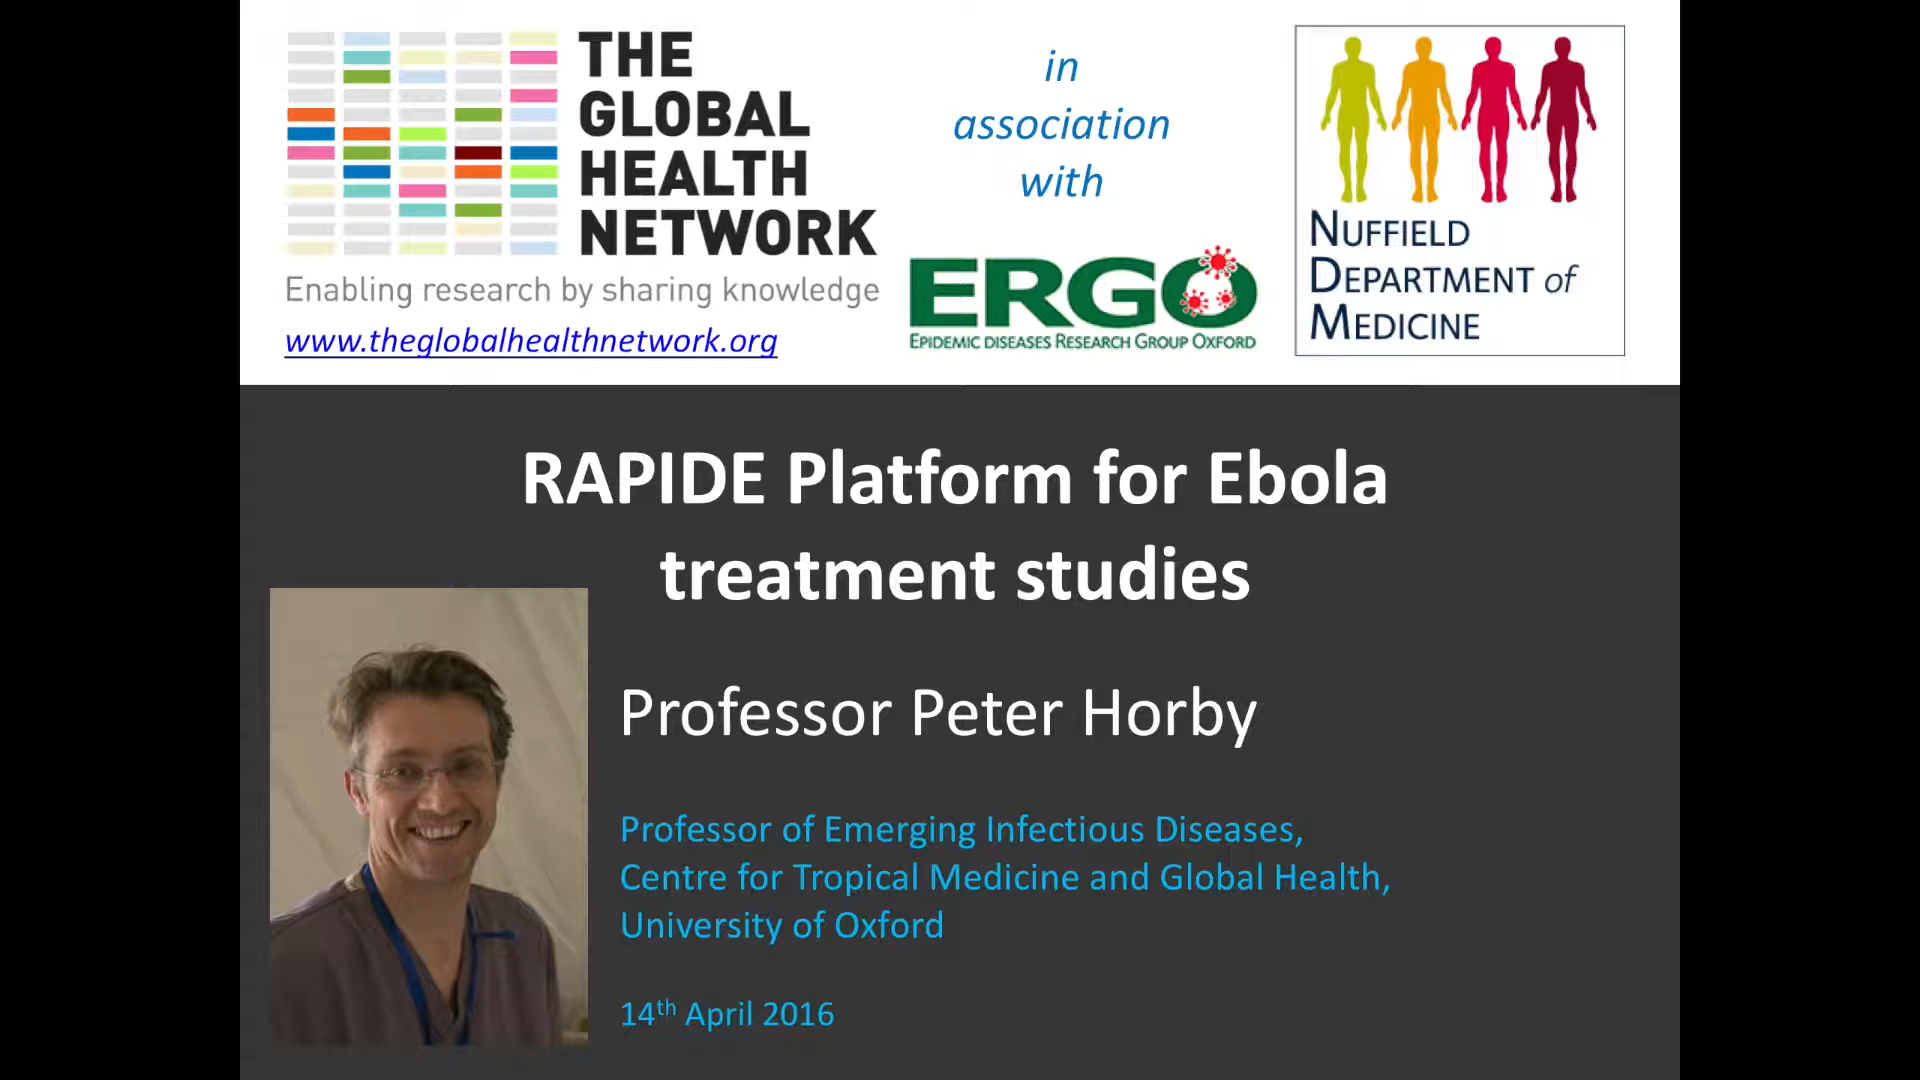 THE
GLOBAL
HEALTH
NETWORK
Enabling research by sharing knowledge
www.theglobalhealthnetwork.org
in
association
with
ERGO
EPIDEMIC DISEASES RESEARCH GROUP OXFORD
NUFFIELD
DEPARTMENT of
MEDICINE
RAPIDE Platform for Ebola
treatment studies
Professor Peter Horby
Professor of Emerging Infectious Diseases,
Centre for Tropical Medicine and Global Health,
University of Oxford
14th April 2016